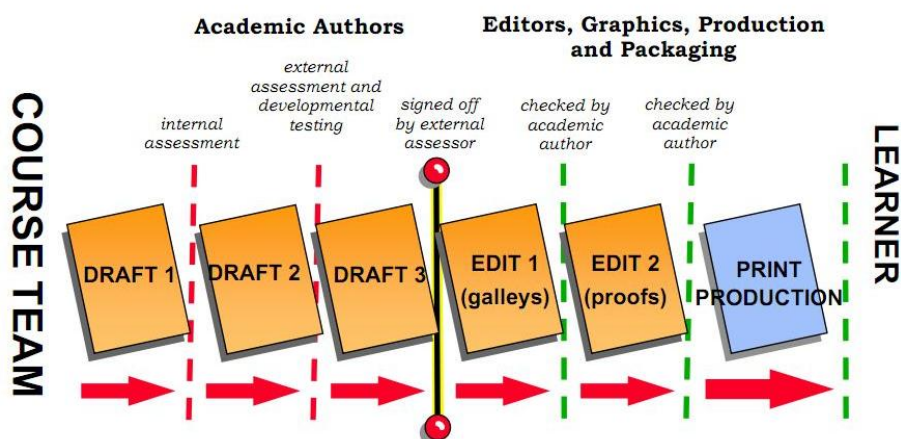 Academic Authors
Editors, Graphics, Production
and Packaging
COURSE TEAM
internal
assessment
external
assessment and
developmental
testing
signed off
by external
assessor
checked by
academic
author
checked by
academic
author
LEARNER
DRAFT 1
DRAFT 2
DRAFT 3
EDIT 1
(galleys)
EDIT 2
(proofs)
PRINT
PRODUCTION